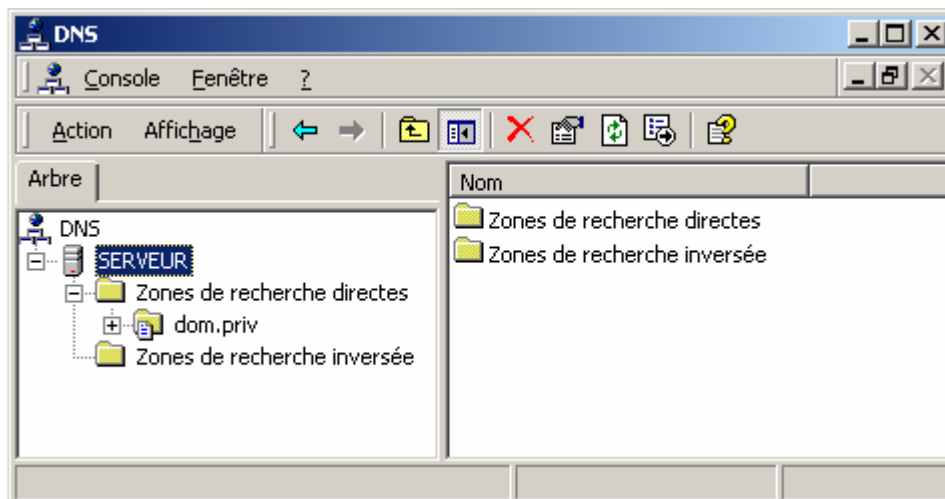 DNS
Console Fenêtre ?
Action Affichage
Arbre
Nom
DNS
SERVEUR
Zones de recherche directes
dom.priv
Zones de recherche inversée
Zones de recherche directes
Zones de recherche inversée